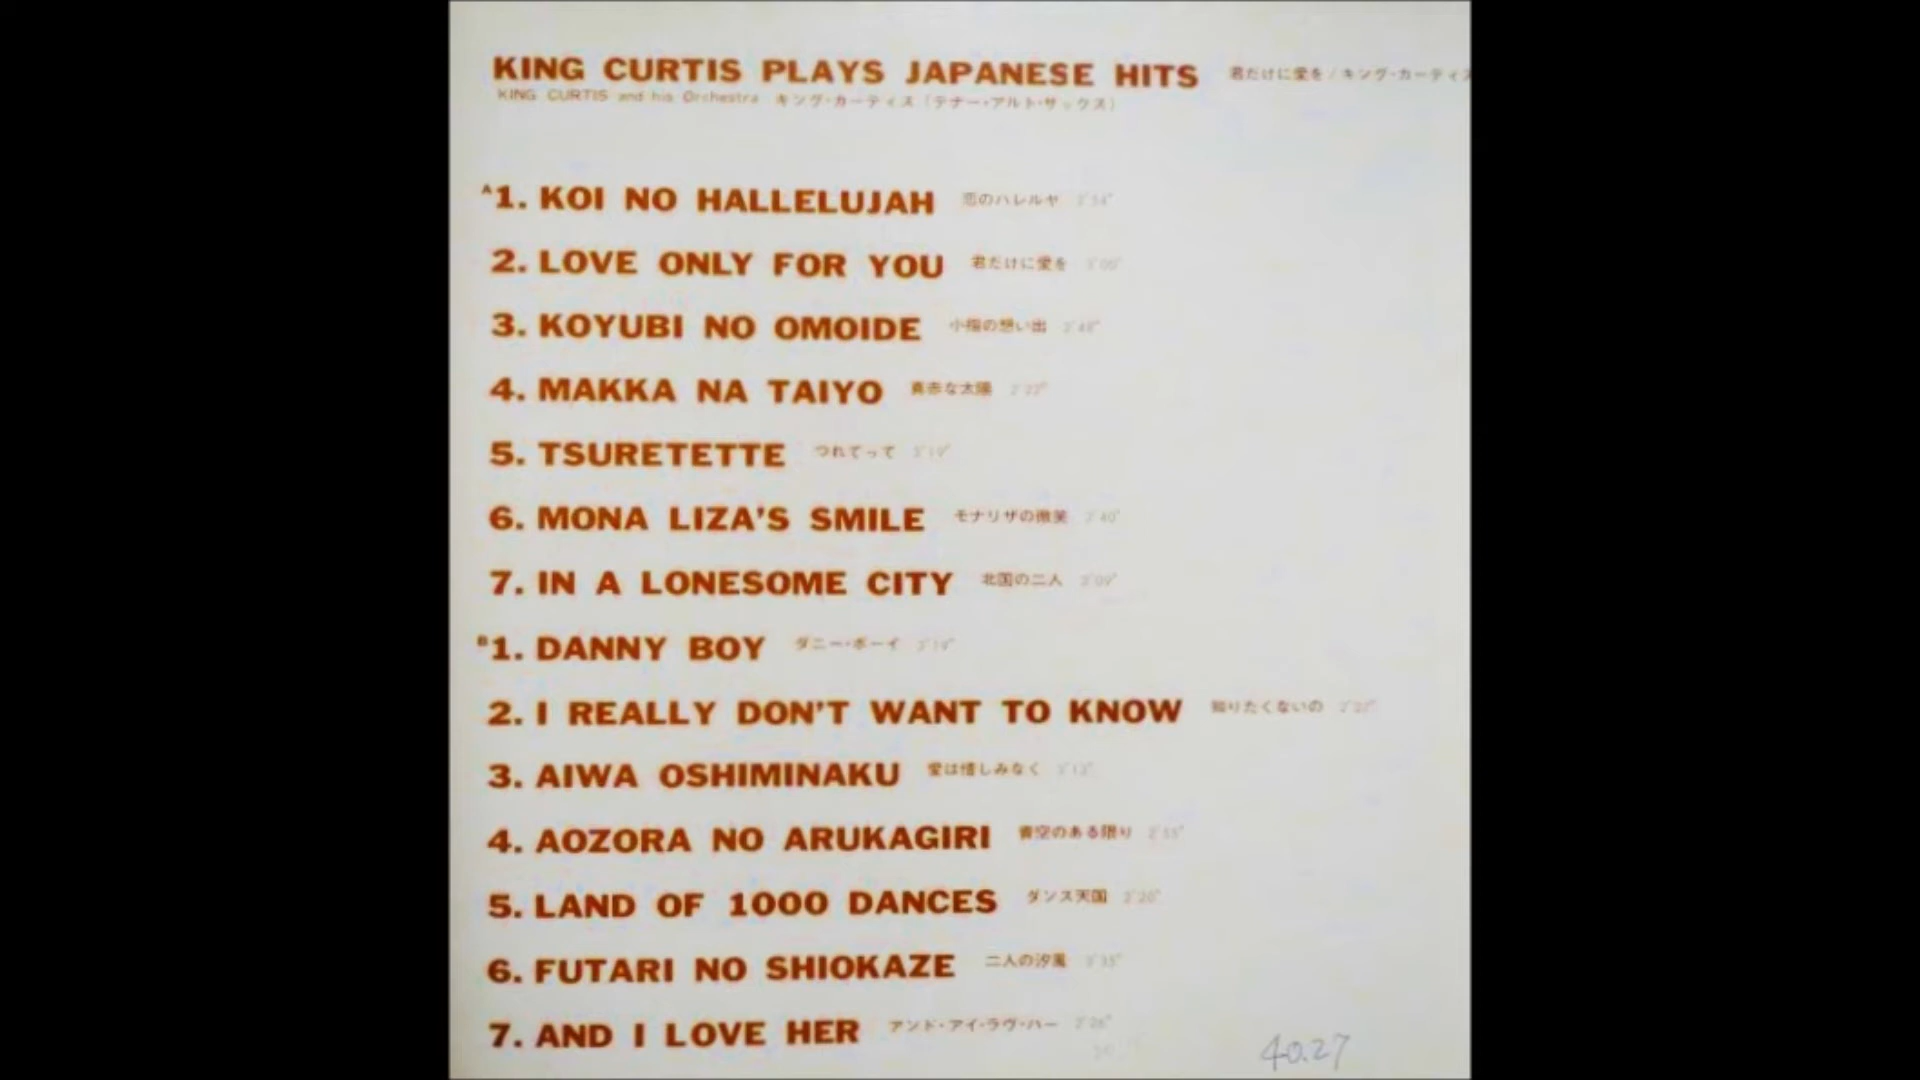 KING CURTIS PLAYS JAPANESE HITS 君だけに愛を / キング・カーティス
KING CURTIS and his Orchestra キング・カーティス (テナー・アルト・サックス)
A1. KOI NO HALLELUJAH 恋のハレルヤ
2. LOVE ONLY FOR YOU 君だけに愛を
3. KOYUBI NO OMOIDE 小指の想い出
4. MAKKA NA TAIYO 真赤な太陽
5. TSURETETTE つれてって
6. MONA LIZA'S SMILE モナリザの微笑
7. IN A LONESOME CITY 北国の二人
B1. DANNY BOY ダニー・ボーイ
2. I REALLY DON'T WANT TO KNOW 知りたくないの
3. AIWA OSHIMINAKU 愛は惜しみなく
4. AOZORA NO ARUKAGIRI 青空のある限り
5. LAND OF 1000 DANCES ダンス天国
6. FUTARI NO SHIOKAZE 二人の汐風
7. AND I LOVE HER アンド・アイ・ラヴ・ハー
40.27